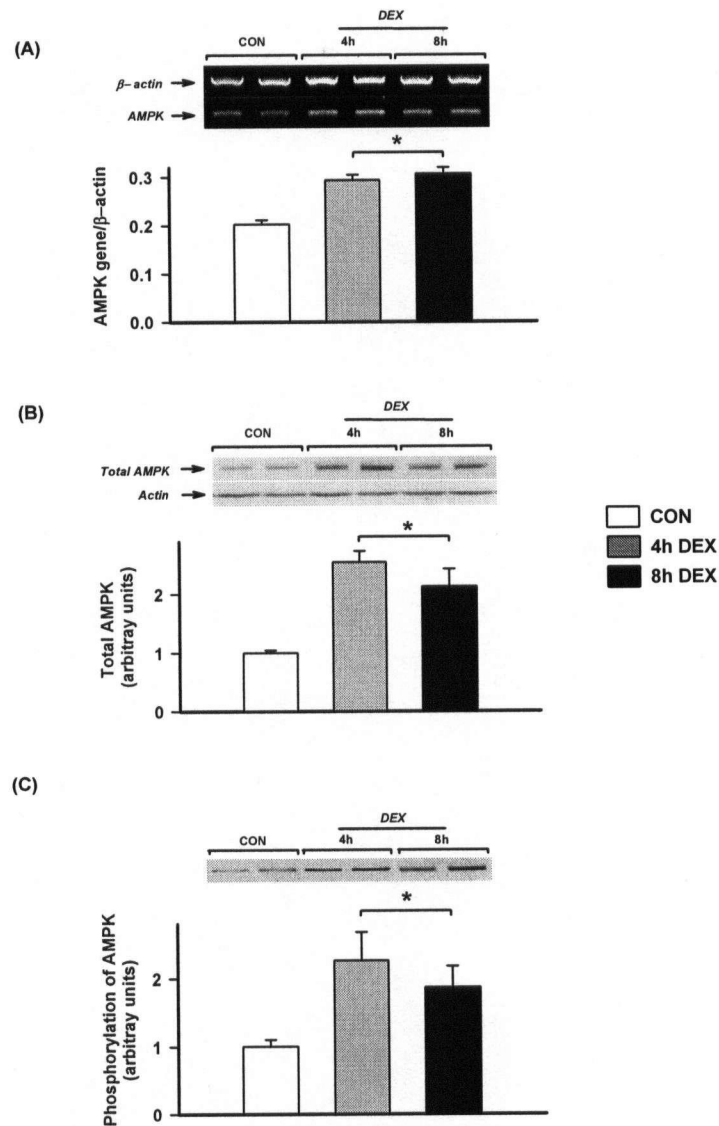 (A)
DEX
CON 4h 8h
β– actin
AMPK
*
AMPK gene/β–actin
0.3
0.2
0.1
0.0
(B)
DEX
CON 4h 8h
Total AMPK
Actin
*
Total AMPK
(arbitray units)
2
1
0
CON
4h DEX
8h DEX
(C)
DEX
CON 4h 8h
*
Phosphorylation of AMPK
(arbitray units)
2
1
0